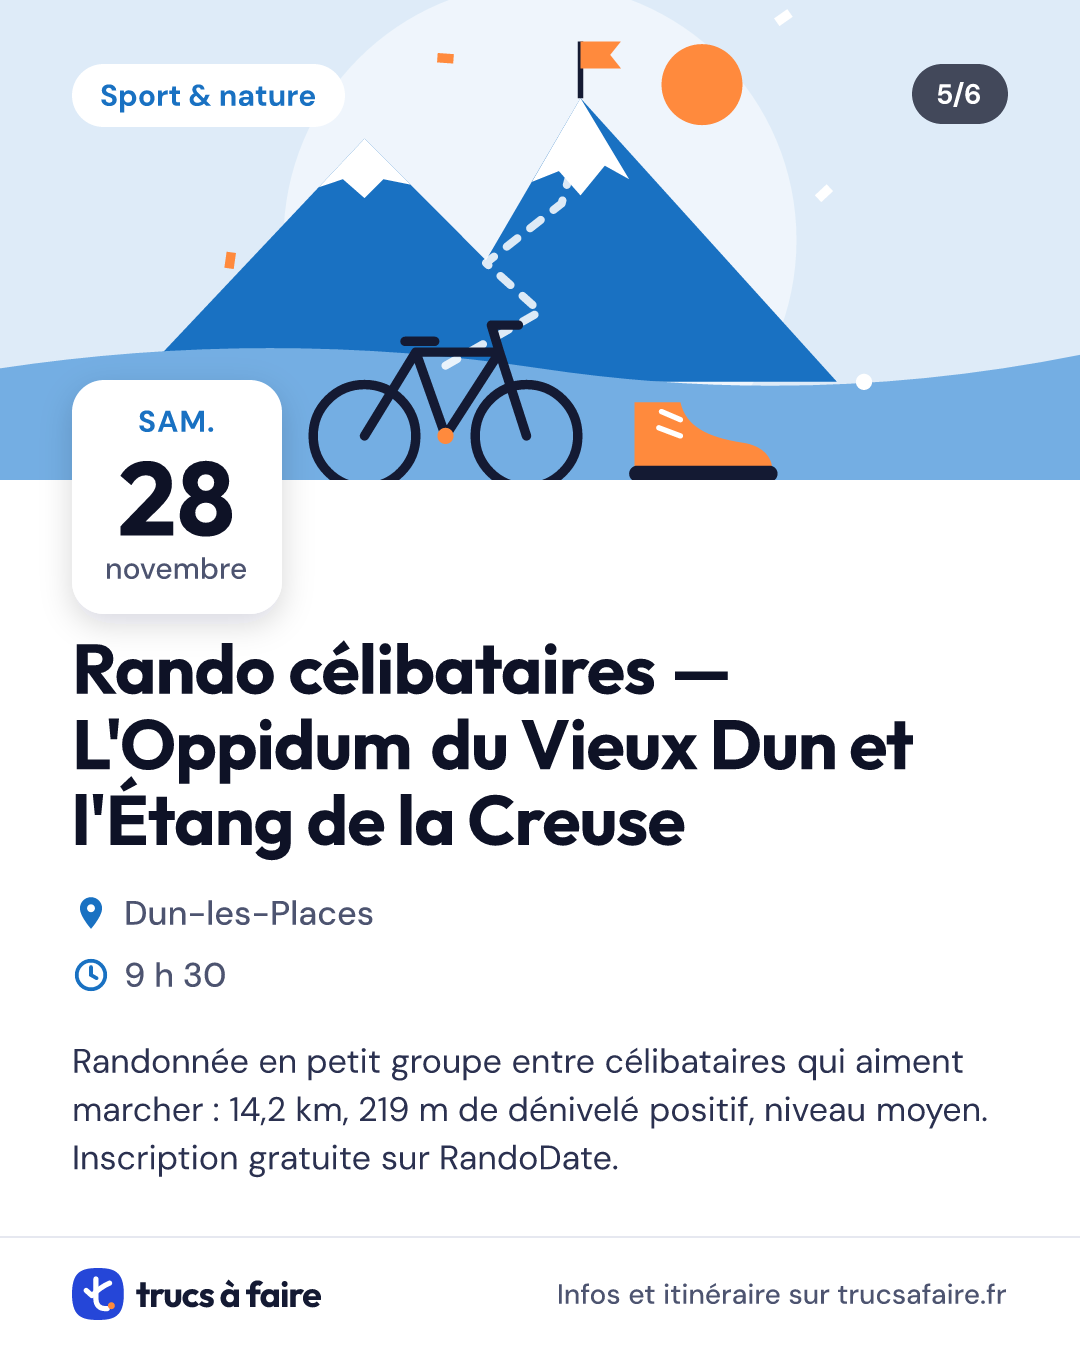 Sport & nature
5/6
SAM.
28
novembre
Rando célibataires —
L'Oppidum du Vieux Dun et
l'Étang de la Creuse
Dun-les-Places
9 h 30
Randonnée en petit groupe entre célibataires qui aiment
marcher : 14,2 km, 219 m de dénivelé positif, niveau moyen.
Inscription gratuite sur RandoDate.
trucs à faire
Infos et itinéraire sur trucsafaire.fr